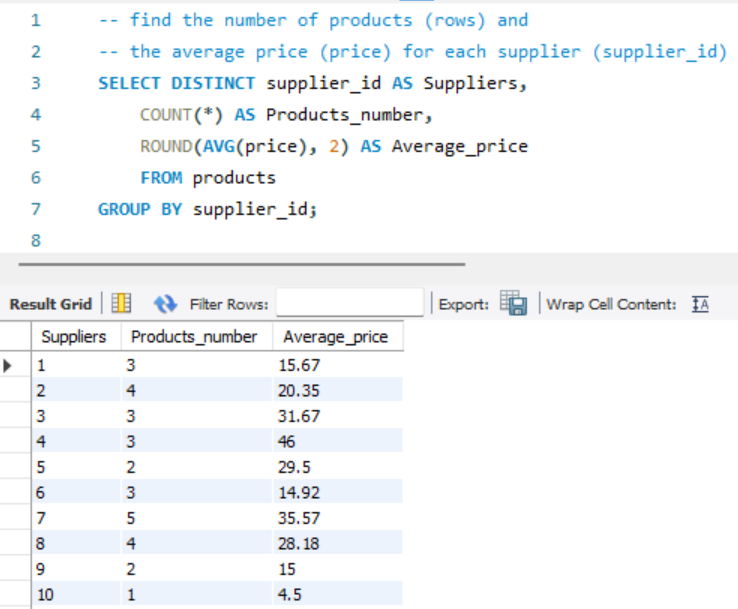 1 -- find the number of products (rows) and
2 -- the average price (price) for each supplier (supplier_id)
3 SELECT DISTINCT supplier_id AS Suppliers,
4 COUNT(*) AS Products_number,
5 ROUND(AVG(price), 2) AS Average_price
6 FROM products
7 GROUP BY supplier_id;
8
Result Grid Filter Rows: Export: Wrap Cell Content: IA
Suppliers Products_number Average_price
1 3 15.67
2 4 20.35
3 3 31.67
4 3 46
5 2 29.5
6 3 14.92
7 5 35.57
8 4 28.18
9 2 15
10 1 4.5